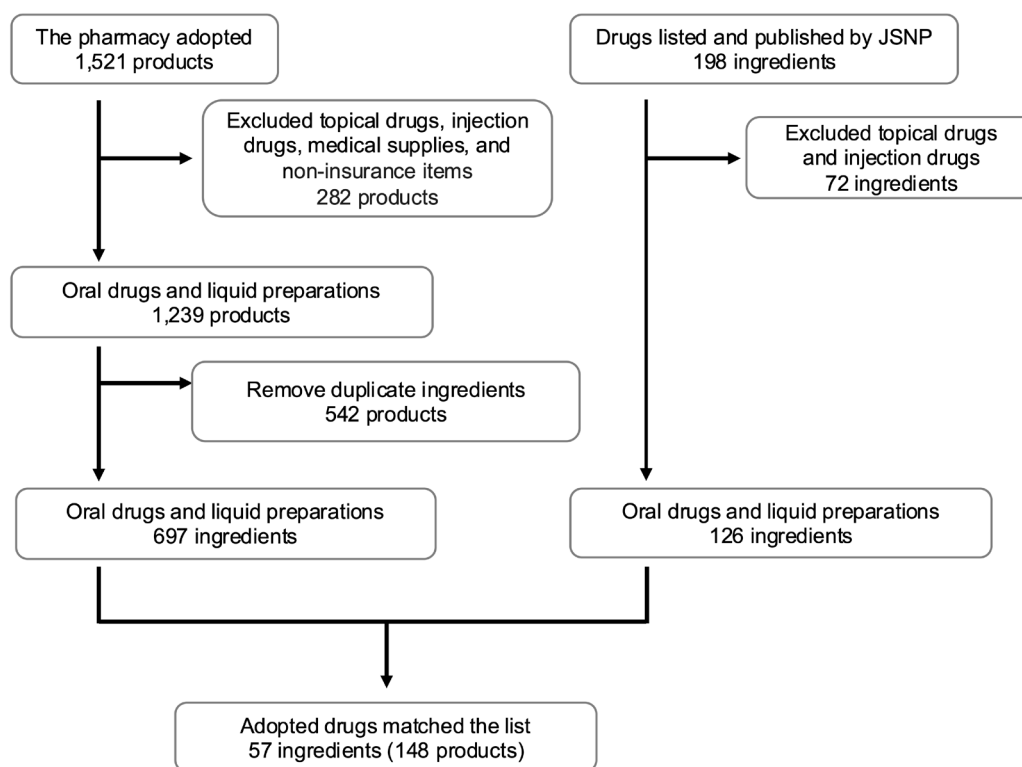 The pharmacy adopted
1,521 products
Drugs listed and published by JSNP
198 ingredients
Excluded topical drugs, injection
drugs, medical supplies, and
non-insurance items
282 products
Excluded topical drugs
and injection drugs
72 ingredients
Oral drugs and liquid preparations
1,239 products
Remove duplicate ingredients
542 products
Oral drugs and liquid preparations
697 ingredients
Oral drugs and liquid preparations
126 ingredients
Adopted drugs matched the list
57 ingredients (148 products)